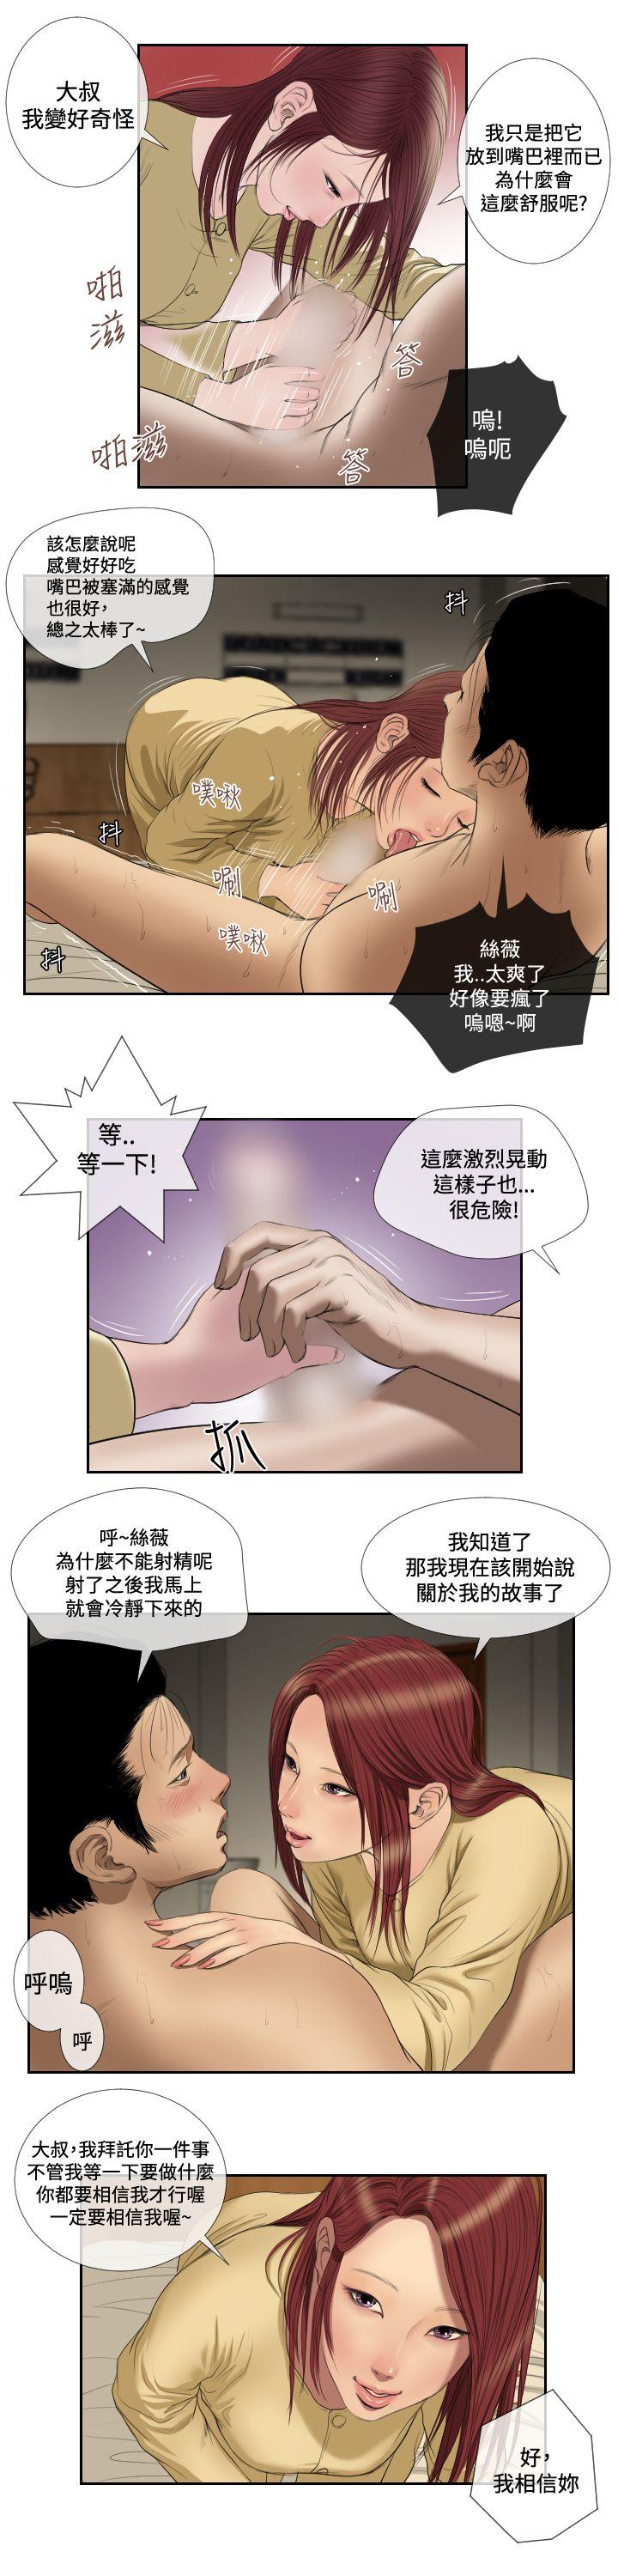 大叔
我變好奇怪
我只是把它
放到嘴巴裡而已
為什麼會
這麼舒服呢?
啪
滋
答
啪滋
答
嗚!
嗚呃
該怎麼說呢
感覺好好吃
嘴巴被塞滿的感覺
也很好,
總之太棒了~
抖
噗啾
抖
唰
唰
噗啾
抖
絲薇
我..太爽了
好像要瘋了
嗚嗯~啊
等..
等一下!
這麼激烈晃動
這樣子也...
很危險!
抓
呼~絲薇
為什麼不能射精呢
射了之後我馬上
就會冷靜下來的
我知道了
那我現在該開始說
關於我的故事了
呼嗚
呼
大叔,我拜託你一件事
不管我等一下要做什麼
你都要相信我才行喔
一定要相信我喔~
好,
我相信妳